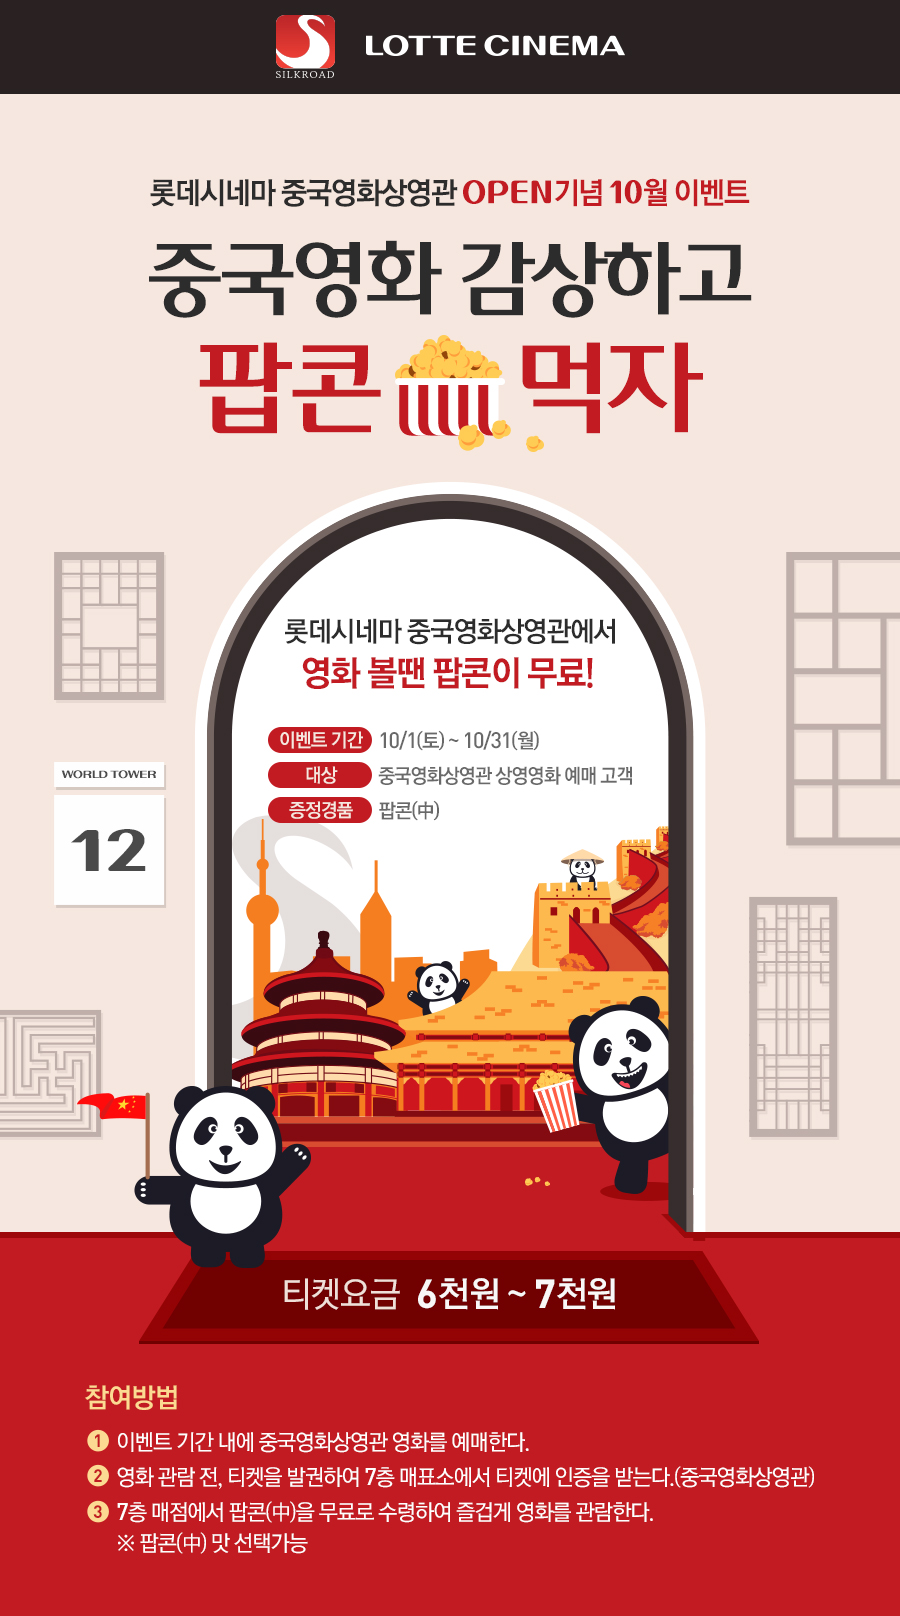 SILKROAD
LOTTE CINEMA
롯데시네마 중국영화상영관 OPEN기념 10월 이벤트
중국영화 감상하고
팝콘 먹자
롯데시네마 중국영화상영관에서
영화 볼땐 팝콘이 무료!
이벤트 기간 10/1(토) ~ 10/31(월)
대상 중국영화상영관 상영영화 예매 고객
증정경품 팝콘(中)
WORLD TOWER
12
티켓요금 6천원 ~ 7천원
참여방법
1 이벤트 기간 내에 중국영화상영관 영화를 예매한다.
2 영화 관람 전, 티켓을 발권하여 7층 매표소에서 티켓에 인증을 받는다.(중국영화상영관)
3 7층 매점에서 팝콘(中)을 무료로 수령하여 즐겁게 영화를 관람한다.
※ 팝콘(中) 맛 선택가능